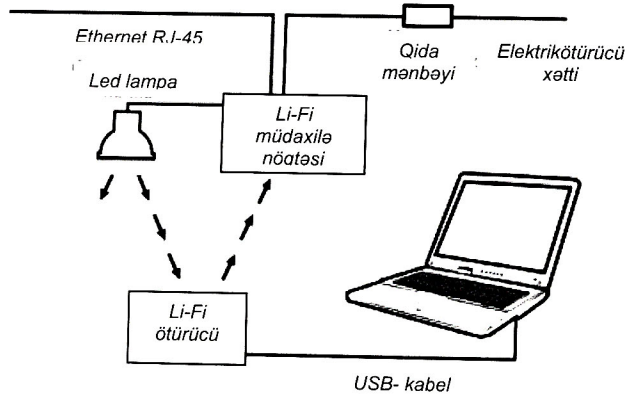 Ethernet RJ-45
Qida
mənbəyi
Elektrikötürücü
xətti
Led lampa
Li-Fi
müdaxilə
nöqtəsi
Li-Fi
ötürücü
USB- kabel